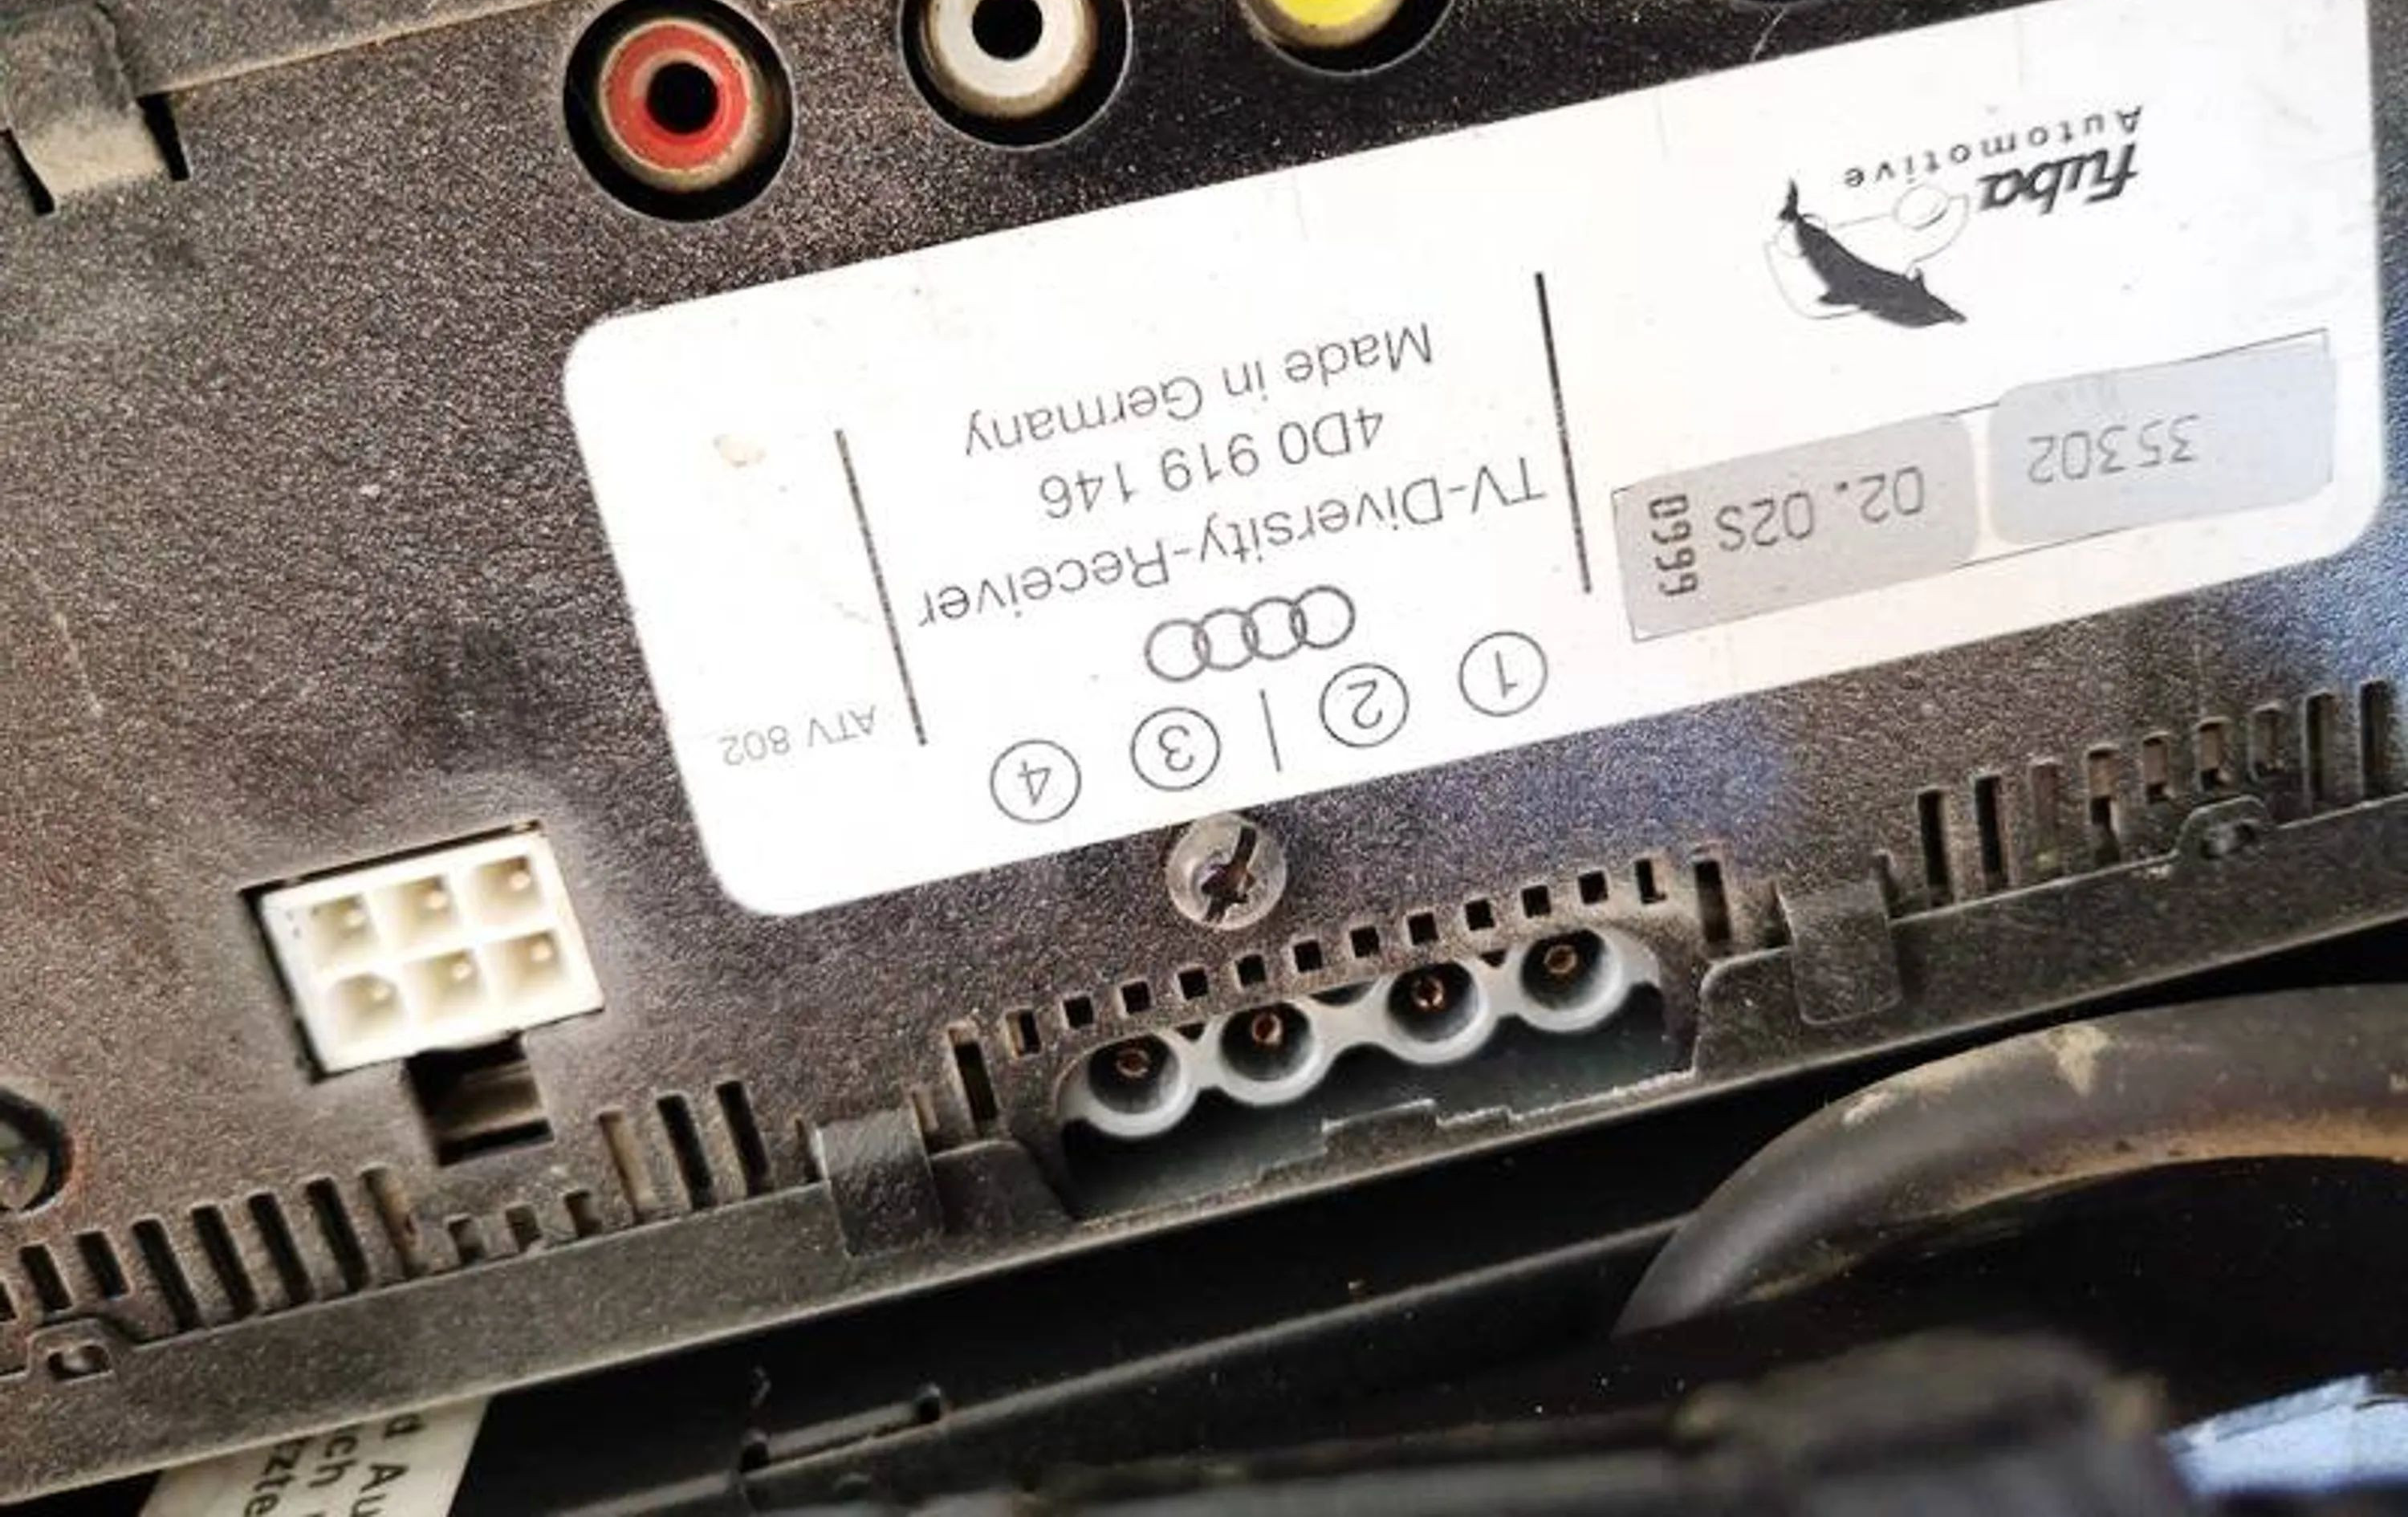 ① ② | ③ ④
35302
02.02S
0999
TV-Diversity-Receiver
4D0 919 146
Made in Germany
ATV 802
fuba
Automotive